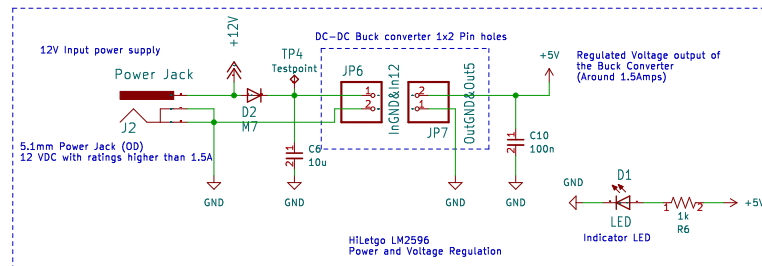 DC-DC Buck converter 1x2 Pin holes
12V Input power supply
+12V
TP4
Testpoint
+5V
Regulated Voltage output of
the Buck Converter
(Around 1.5Amps)
Power Jack
JP6
1
2
InGND&In12
2
1
JP7
OutGND&Out5
D2
M7
J2
5.1mm Power Jack (OD)
12 VDC with ratings higher than 1.5A
1
2
C6
10u
1
2
C10
100n
GND
GND
GND
GND
GND
D1
LED
1
1k
2
R6
+5V
Indicator LED
HiLetgo LM2596
Power and Voltage Regulation